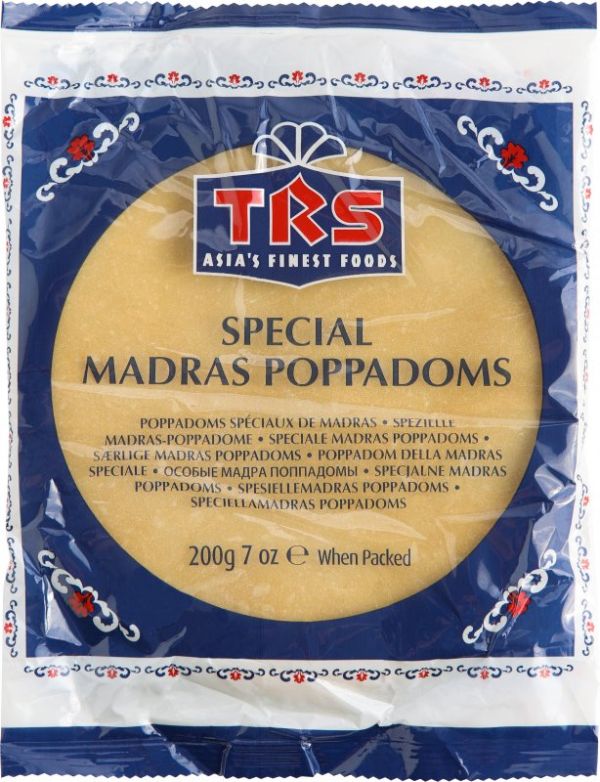 TRS
ASIA'S FINEST FOODS
SPECIAL
MADRAS POPPADOMS
POPPADOMS SPÉCIAUX DE MADRAS • SPEZIELLE
MADRAS-POPPADOME • SPECIALE MADRAS POPPADOMS •
SÆRLIGE MADRAS POPPADOMS • POPPADOM DELLA MADRAS
SPECIALE • ОСОБЫЕ МАДРА ПОППАДОМЫ • SPECJALNE MADRAS
POPPADOMS • SPESIELLEMADRAS POPPADOMS •
SPECIELLAMADRAS POPPADOMS
200g 7 oz ℮ When Packed